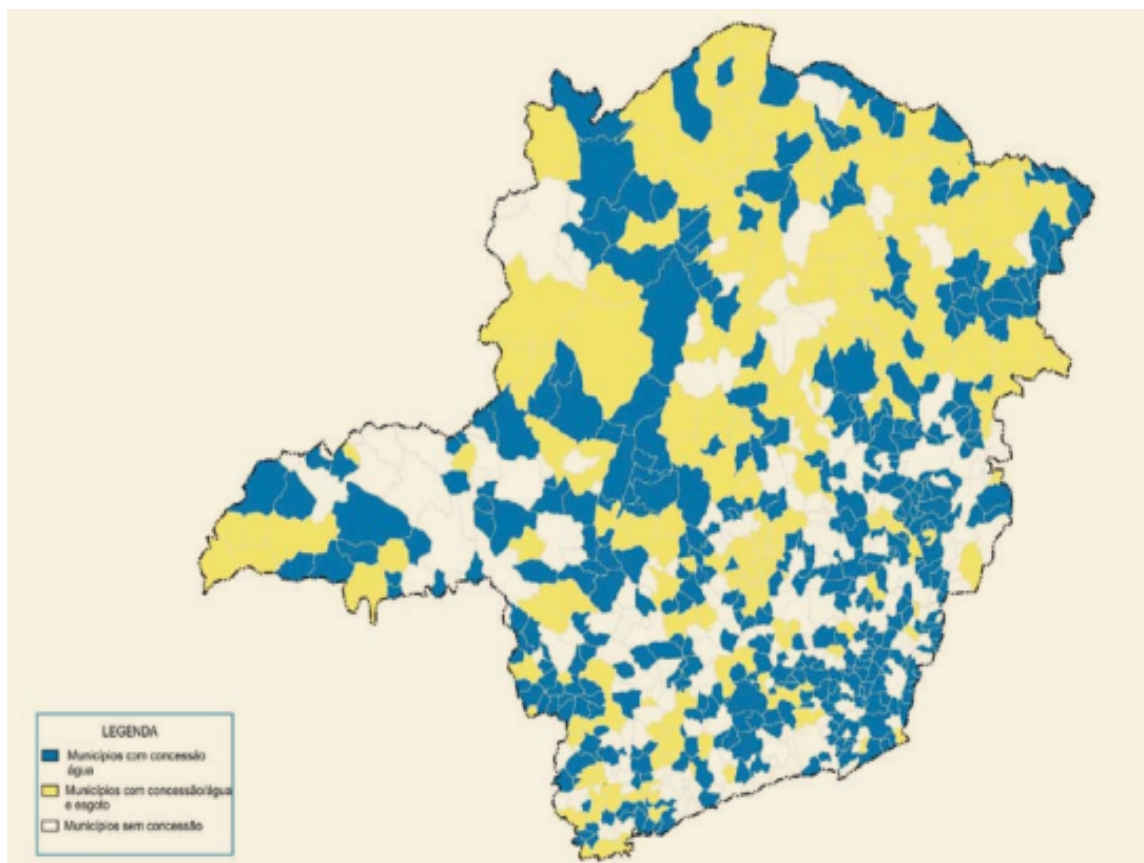 LEGENDA
Municípios com concessão
água
Municípios com concessão/água
e esgoto
Municípios sem concessão